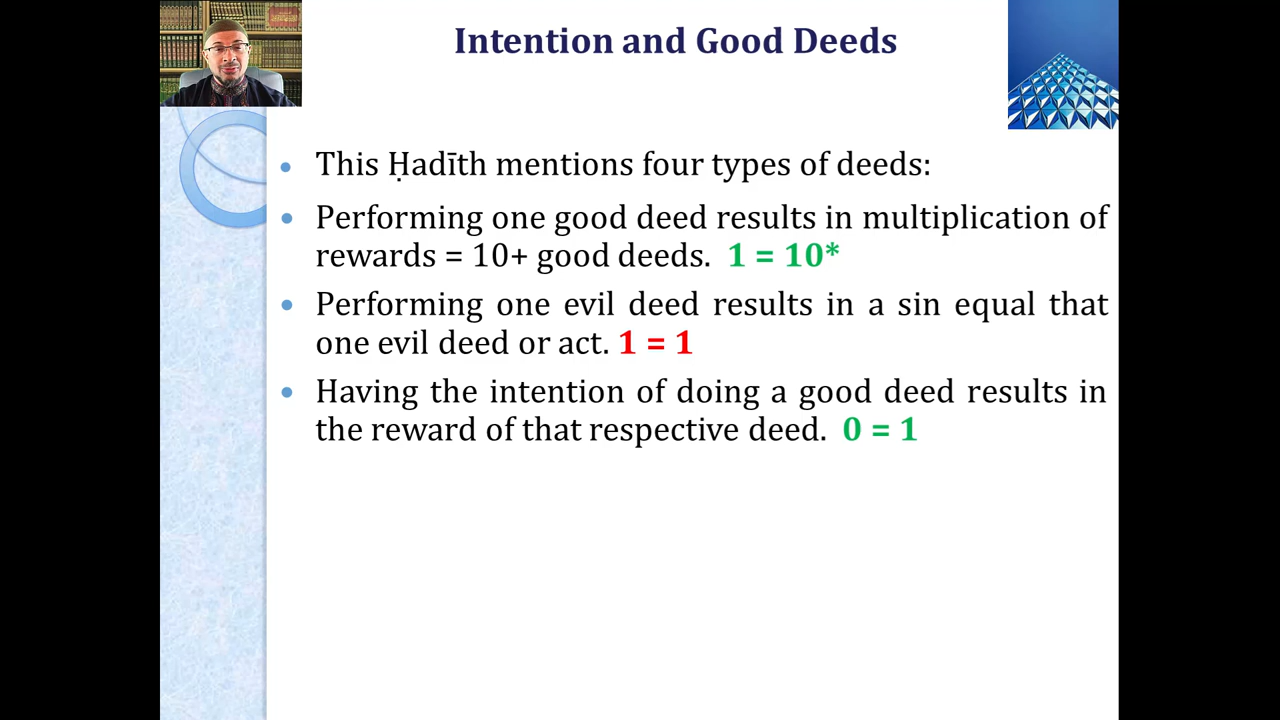 Intention and Good Deeds
• This Ḥadīth mentions four types of deeds:
• Performing one good deed results in multiplication of
rewards = 10+ good deeds. 1 = 10*
• Performing one evil deed results in a sin equal that
one evil deed or act. 1 = 1
• Having the intention of doing a good deed results in
the reward of that respective deed. 0 = 1